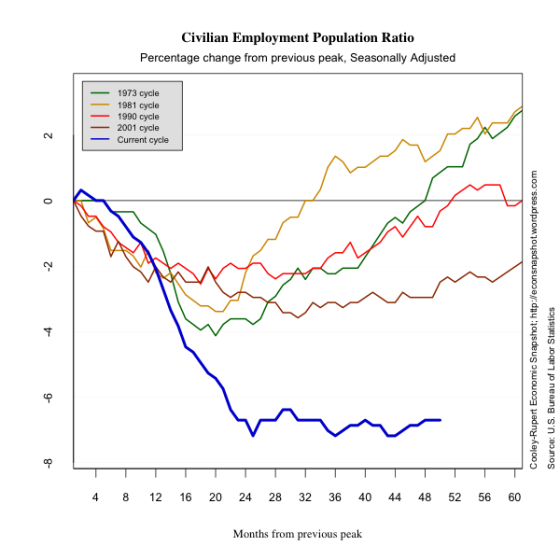 Civilian Employment Population Ratio
Percentage change from previous peak, Seasonally Adjusted
1973 cycle
1981 cycle
1990 cycle
2001 cycle
Current cycle
2
0
-2
-4
-6
-8
4 8 12 16 20 24 28 32 36 40 44 48 52 56 60
Months from previous peak
Cooley-Rupert Economic Snapshot; http://econsnapshot.wordpress.com
Source: U.S. Bureau of Labor Statistics